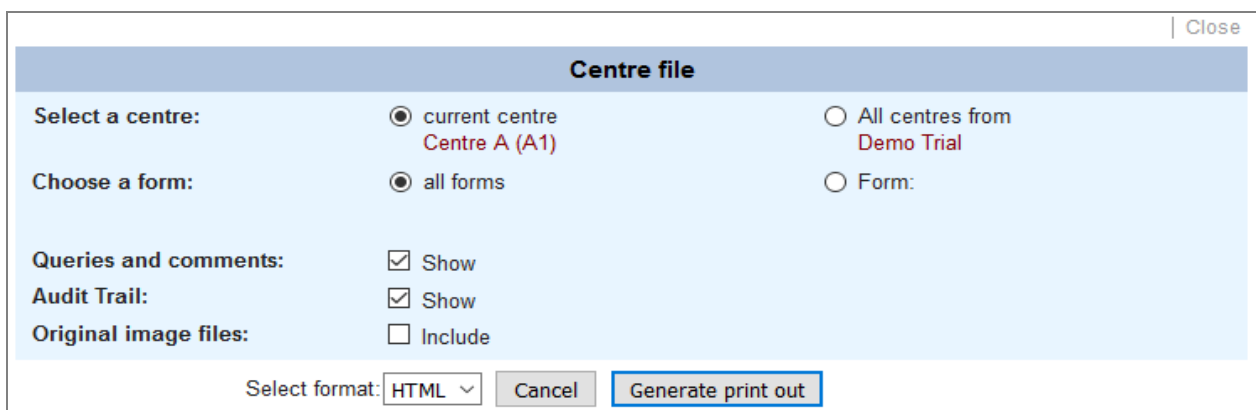 | Close
Centre file
Select a centre: current centre All centres from
Centre A (A1) Demo Trial
Choose a form: all forms Form:
Queries and comments: Show
Audit Trail: Show
Original image files: Include
Select format: HTML Cancel Generate print out